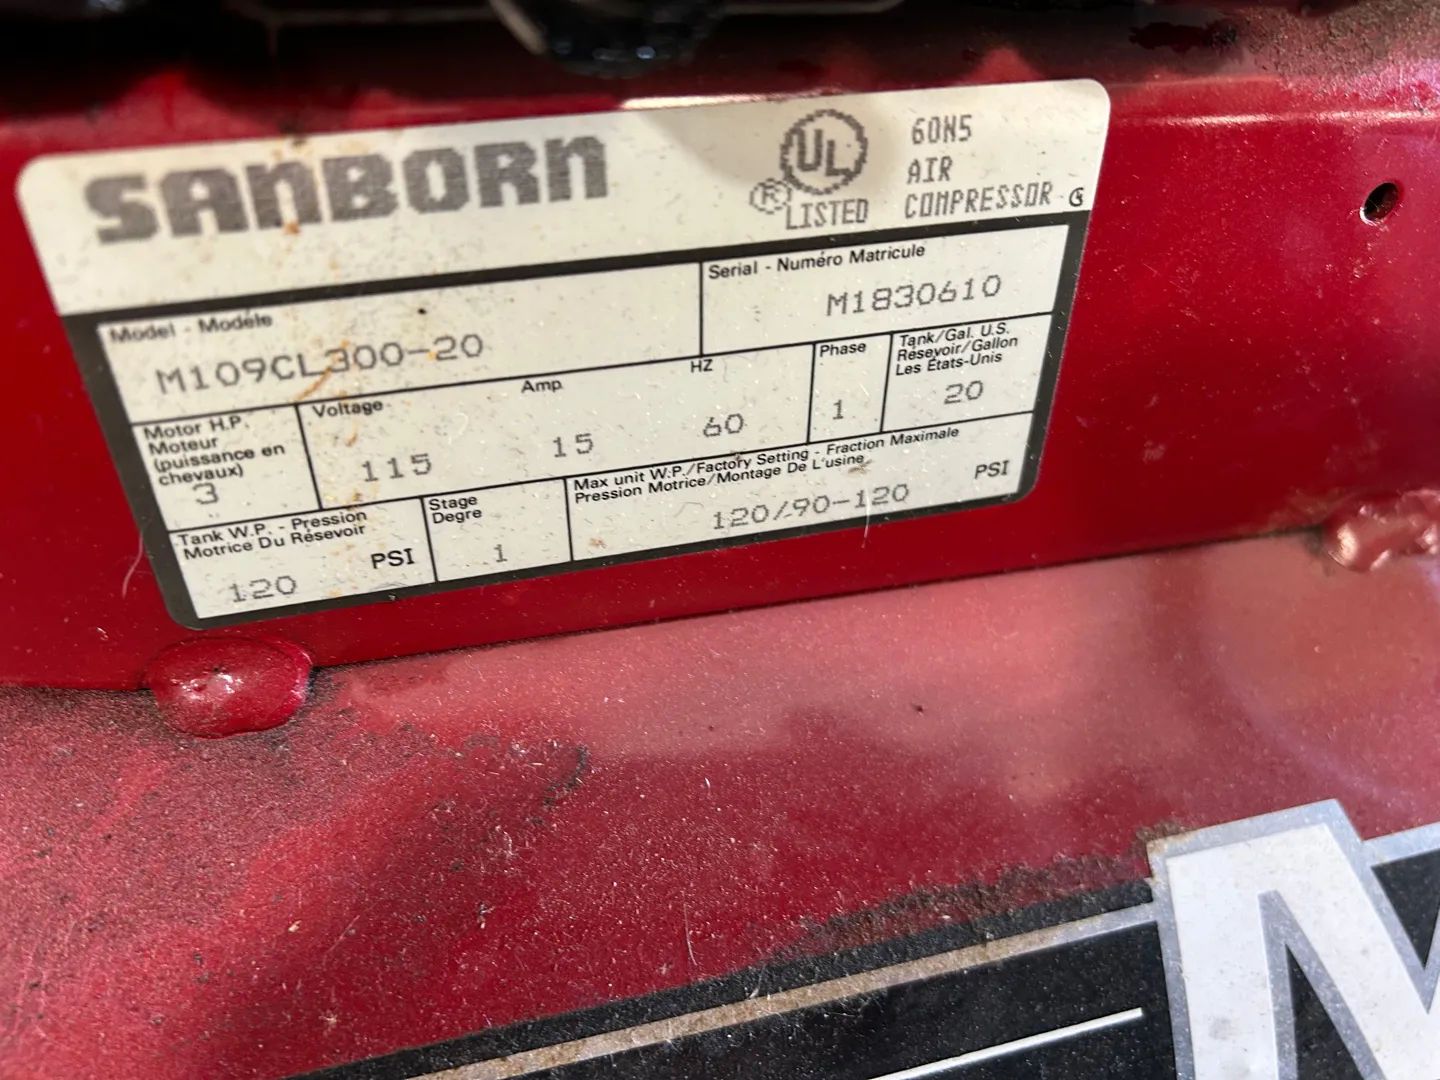 SANBORN
UL
®
LISTED
60N5
AIR
COMPRESSOR
Model - Modéle
M109CL300-20
Serial - Numéro Matricule
M1830610
Motor H.P.
Moteur
(puissance en
chevaux)
3
Voltage
115
Amp.
15
HZ
60
Phase
1
Tank/Gal. U.S.
Resevoir/Gallon
Les États-Unis
20
Tank W.P. - Pression
Motrice Du Résevoir
120
PSI
Stage
Degre
1
Max unit W.P./Factory Setting - Fraction Maximale
Pression Motrice/Montage De L'usine
120/90-120
PSI